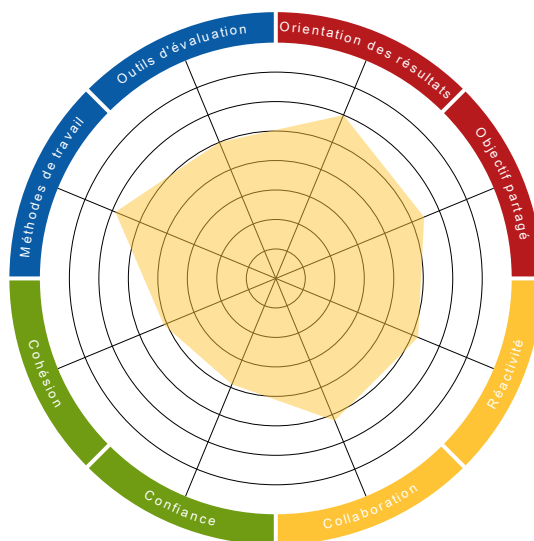 Outils d'évaluation
Orientation des résultats
Objectif partagé
Réactivité
Collaboration
Confiance
Cohésion
Méthodes de travail